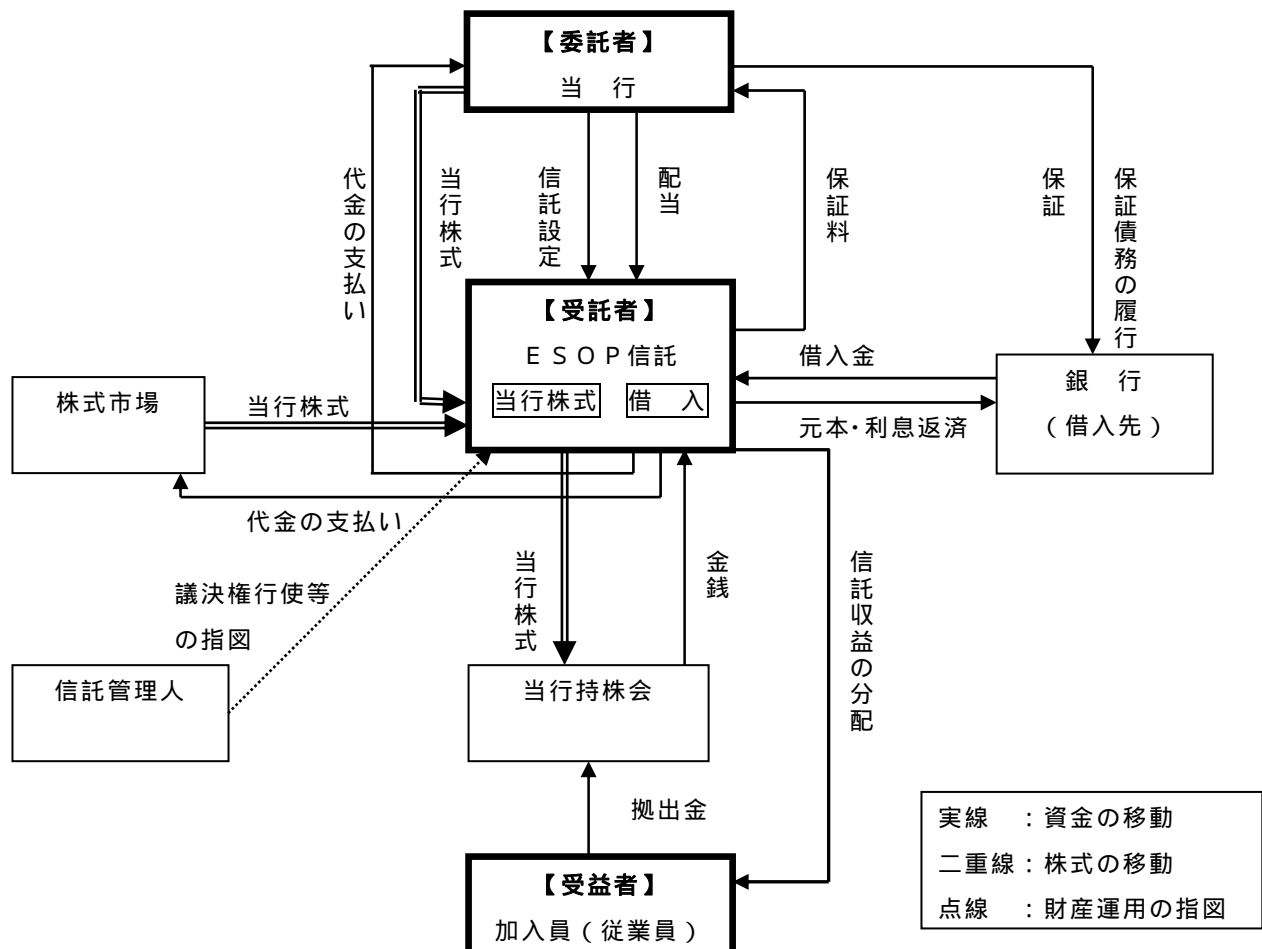 【委託者】
当　行
代金の支払い
当行株式
信託設定
配当
保証料
保証
保証債務の履行
【受託者】
ＥＳＯＰ信託
当行株式
借　入
借入金
元本・利息返済
銀　行
（借入先）
株式市場
当行株式
代金の支払い
議決権行使等
の指図
当行株式
金銭
信託収益の分配
信託管理人
当行持株会
拠出金
【受益者】
加入員（従業員）
実線　：資金の移動
二重線：株式の移動
点線　：財産運用の指図